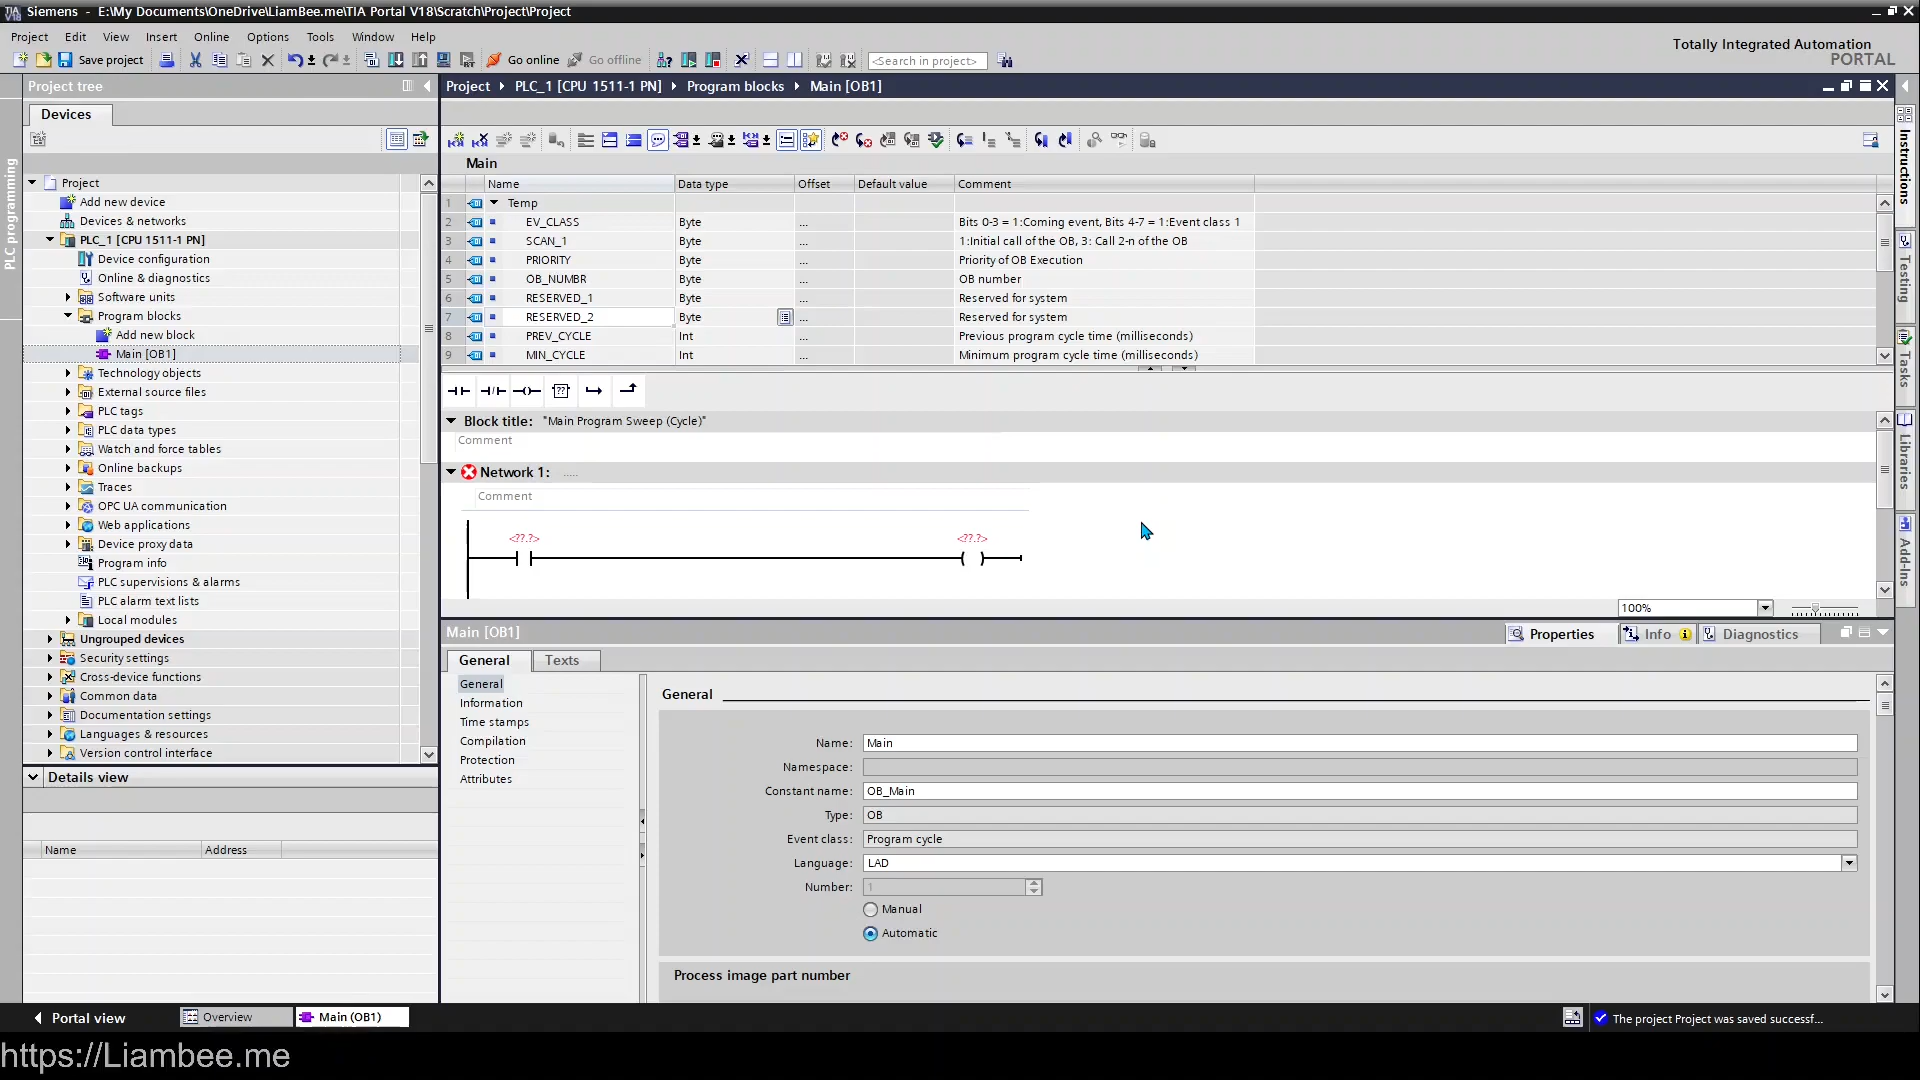 Siemens - E:\My Documents\OneDrive\LiamBee.me\TIA Portal V18\Scratch\Project\Project
Project Edit View Insert Online Options Tools Window Help
Totally Integrated Automation
PORTAL
Save project
Go online
Go offline
<Search in project>
Project tree
Project PLC_1 [CPU 1511-1 PN] Program blocks Main [OB1]
Devices
PLC programming
Project
Add new device
Devices & networks
PLC_1 [CPU 1511-1 PN]
Device configuration
Online & diagnostics
Software units
Program blocks
Add new block
Main [OB1]
Technology objects
External source files
PLC tags
PLC data types
Watch and force tables
Online backups
Traces
OPC UA communication
Web applications
Device proxy data
Program info
PLC supervisions & alarms
PLC alarm text lists
Local modules
Ungrouped devices
Security settings
Cross-device functions
Common data
Documentation settings
Languages & resources
Version control interface
Details view
Name Address
Main
Name Data type Offset Default value Comment
1 Temp
2 EV_CLASS Byte ... Bits 0-3 = 1:Coming event, Bits 4-7 = 1:Event class 1
3 SCAN_1 Byte ... 1:Initial call of the OB, 3: Call 2-n of the OB
4 PRIORITY Byte ... Priority of OB Execution
5 OB_NUMBR Byte ... OB number
6 RESERVED_1 Byte ... Reserved for system
7 RESERVED_2 Byte ... Reserved for system
8 PREV_CYCLE Int ... Previous program cycle time (milliseconds)
9 MIN_CYCLE Int ... Minimum program cycle time (milliseconds)
??
Block title: "Main Program Sweep (Cycle)"
Comment
Network 1: .....
Comment
<??.?> <??.?>
100%
Main [OB1]
Properties Info Diagnostics
General Texts
General
Information
Time stamps
Compilation
Protection
Attributes
General
Name: Main
Namespace:
Constant name: OB_Main
Type: OB
Event class: Program cycle
Language: LAD
Number: 1
Manual
Automatic
Process image part number
Instructions
Testing
Tasks
Libraries
Add-Ins
Portal view
Overview
Main (OB1)
The project Project was saved successf...
https://Liambee.me